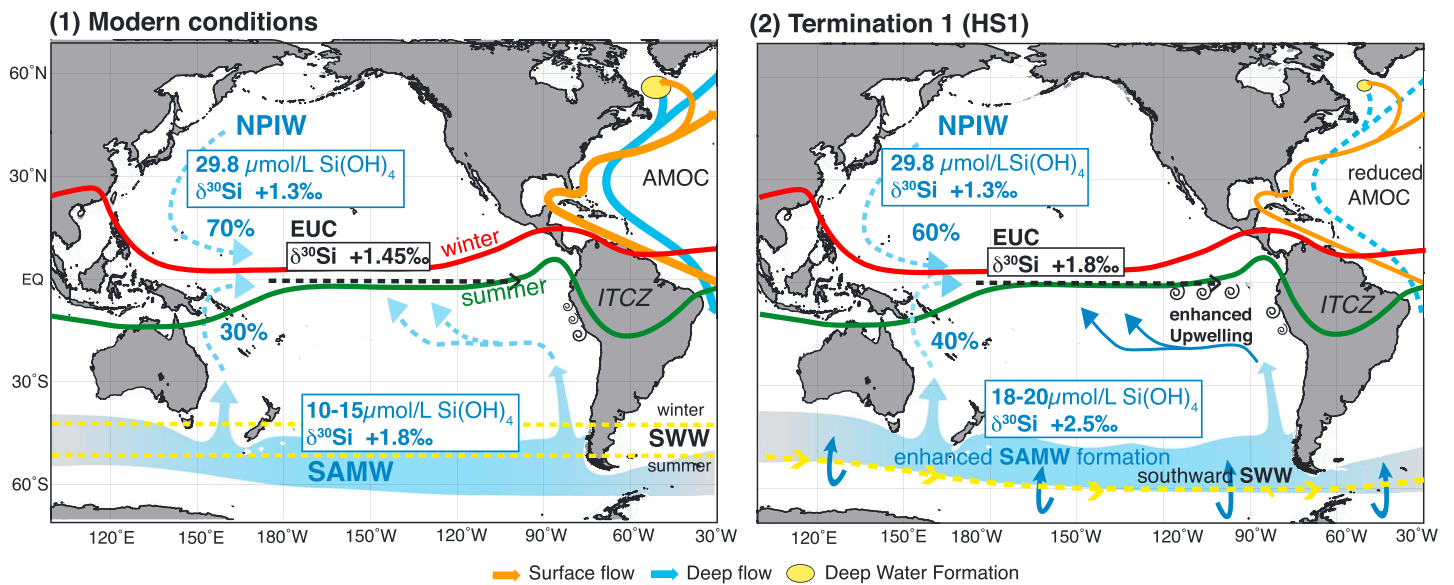 (1) Modern conditions
60°N
30°N
EQ
30°S
60°S
120°E
150°E
180°W
150°W
120°W
90°W
60°W
30°W
NPIW
29.8 μmol/L Si(OH)4
δ30Si +1.3‰
70%
EUC
δ30Si +1.45‰
winter
summer
ITCZ
AMOC
30%
10-15μmol/L Si(OH)4
δ30Si +1.8‰
SAMW
winter
SWW
summer
(2) Termination 1 (HS1)
NPIW
29.8 μmol/LSi(OH)4
δ30Si +1.3‰
60%
EUC
δ30Si +1.8‰
reduced
AMOC
ITCZ
enhanced
Upwelling
40%
18-20μmol/L Si(OH)4
δ30Si +2.5‰
enhanced SAMW formation
southward SWW
120°E
150°E
180°W
150°W
120°W
90°W
60°W
30°W
Surface flow
Deep flow
Deep Water Formation